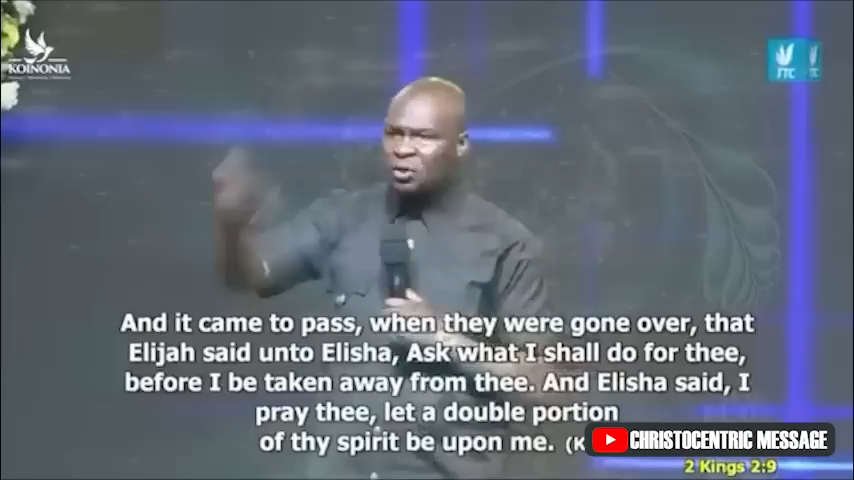 KOINONIA
JTC
And it came to pass, when they were gone over, that
Elijah said unto Elisha, Ask what I shall do for thee,
before I be taken away from thee. And Elisha said, I
pray thee, let a double portion
of thy spirit be upon me. (K
CHRISTOCENTRIC MESSAGE
2 Kings 2:9